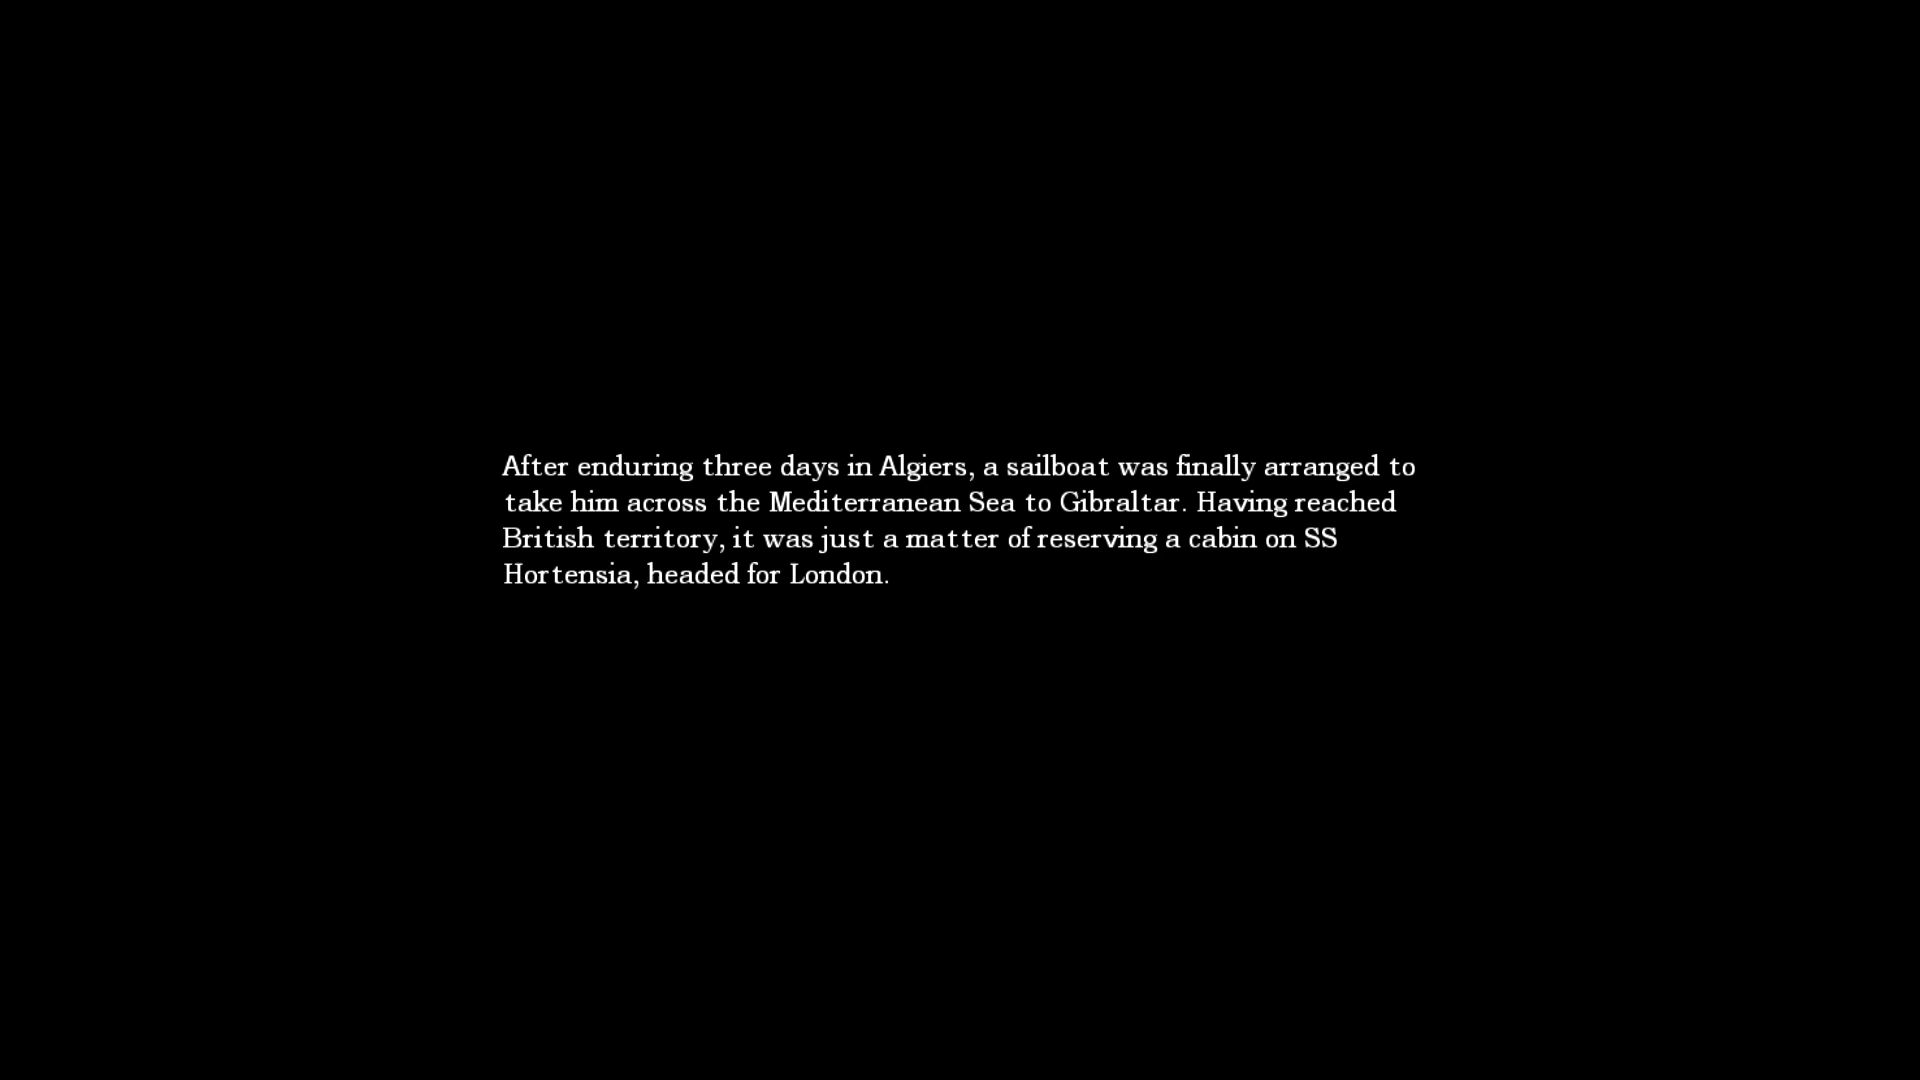 After enduring three days in Algiers, a sailboat was finally arranged to
take him across the Mediterranean Sea to Gibraltar. Having reached
British territory, it was just a matter of reserving a cabin on SS
Hortensia, headed for London.